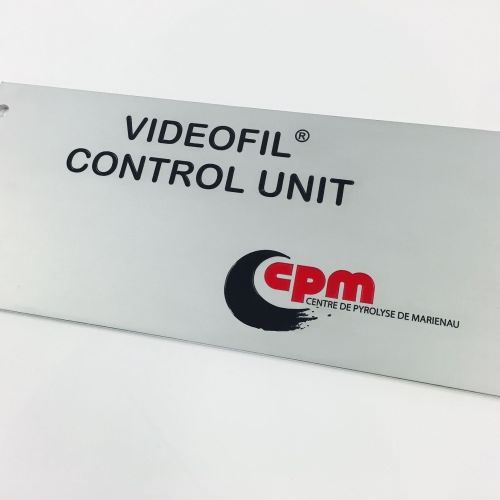 VIDEOFIL®
CONTROL UNIT
cpm
CENTRE DE PYROLYSE DE MARIENAU